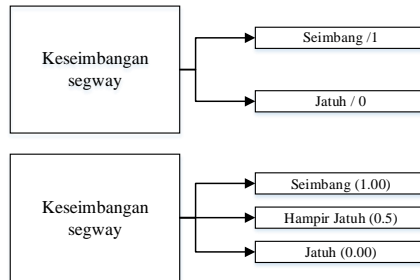 Keseimbangan
segway
Seimbang /1
Jatuh / 0
Keseimbangan
segway
Seimbang (1.00)
Hampir Jatuh (0.5)
Jatuh (0.00)